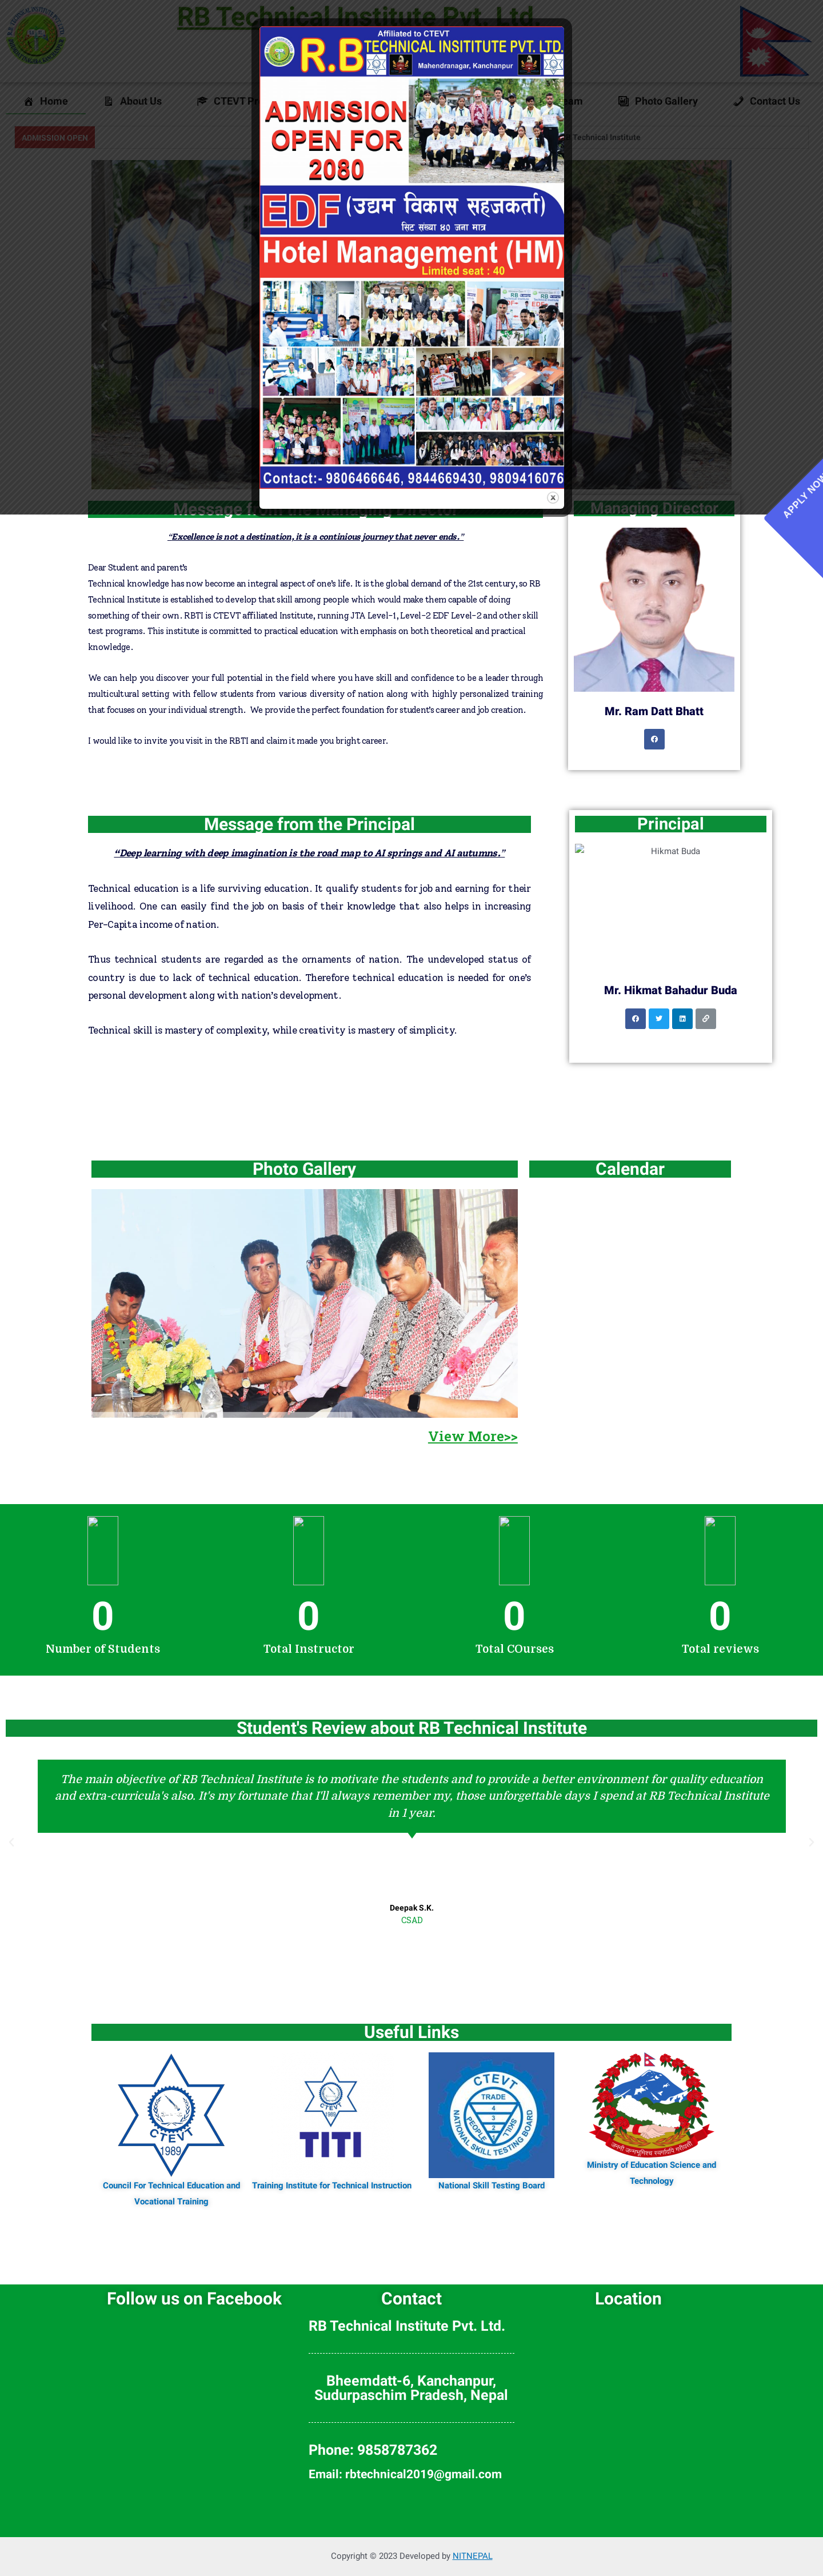 RB Technical Institute Pvt. Ltd.
Home
About Us
CTEVT Pr
am
Photo Gallery
Contact Us
ADMISSION OPEN
Technical Institute
Affiliated to CTEVT
R.B TECHNICAL INSITITUTE PVT. LTD.
Mahendranagar, Kanchanpur
ADMISSION
OPEN FOR
2080
EDF (उद्यम विकास सहजकर्ता)
सिट संख्या ४० जना मात्र
Hotel Management (HM)
Limited seat : 40
Contact:- 9806466646, 9844669430, 9809416076
APPLY NOW
Message from the Managing Director
Managing Director
"Excellence is not a destination, it is a continious journey that never ends."
Dear Student and parent's
Technical knowledge has now become an integral aspect of one's life. It is the global demand of the 21st century, so RB
Technical Institute is established to develop that skill among people which would make them capable of doing
something of their own. RBTI is CTEVT affiliated Institute, running JTA Level-1, Level-2 EDF Level-2 and other skill
test programs. This institute is committed to practical education with emphasis on both theoretical and practical
knowledge.
We can help you discover your full potential in the field where you have skill and confidence to be a leader through
multicultural setting with fellow students from various diversity of nation along with highly personalized training
that focuses on your individual strength. We provide the perfect foundation for student's career and job creation.
I would like to invite you visit in the RBTI and claim it made you bright career.
Mr. Ram Datt Bhatt
Message from the Principal
"Deep learning with deep imagination is the road map to AI springs and AI autumns."
Technical education is a life surviving education. It qualify students for job and earning for their
livelihood. One can easily find the job on basis of their knowledge that also helps in increasing
Per-Capita income of nation.
Thus technical students are regarded as the ornaments of nation. The undeveloped status of
country is due to lack of technical education. Therefore technical education is needed for one's
personal development along with nation's development.
Technical skill is mastery of complexity, while creativity is mastery of simplicity.
Principal
Hikmat Buda
Mr. Hikmat Bahadur Buda
Photo Gallery
Calendar
View More>>
0
0
0
0
Number of Students
Total Instructor
Total COurses
Total reviews
Student's Review about RB Technical Institute
The main objective of RB Technical Institute is to motivate the students and to provide a better environment for quality education
and extra-curricula's also. It's my fortunate that I'll always remember my, those unforgettable days I spend at RB Technical Institute
in 1 year.
Deepak S.K.
CSAD
Useful Links
CTEVT
1989
Council For Technical Education and
Vocational Training
CTEVT
1989
TITI
Training Institute for Technical Instruction
CTEVT
TRADE
4
3
2
1
PEOPLE
SKILL
NATIONAL SKILL TESTING BOARD
National Skill Testing Board
Ministry of Education Science and
Technology
Follow us on Facebook
Contact
Location
RB Technical Institute Pvt. Ltd.
Bheemdatt-6, Kanchanpur,
Sudurpaschim Pradesh, Nepal
Phone: 9858787362
Email: rbtechnical2019@gmail.com
Copyright © 2023 Developed by NITNEPAL